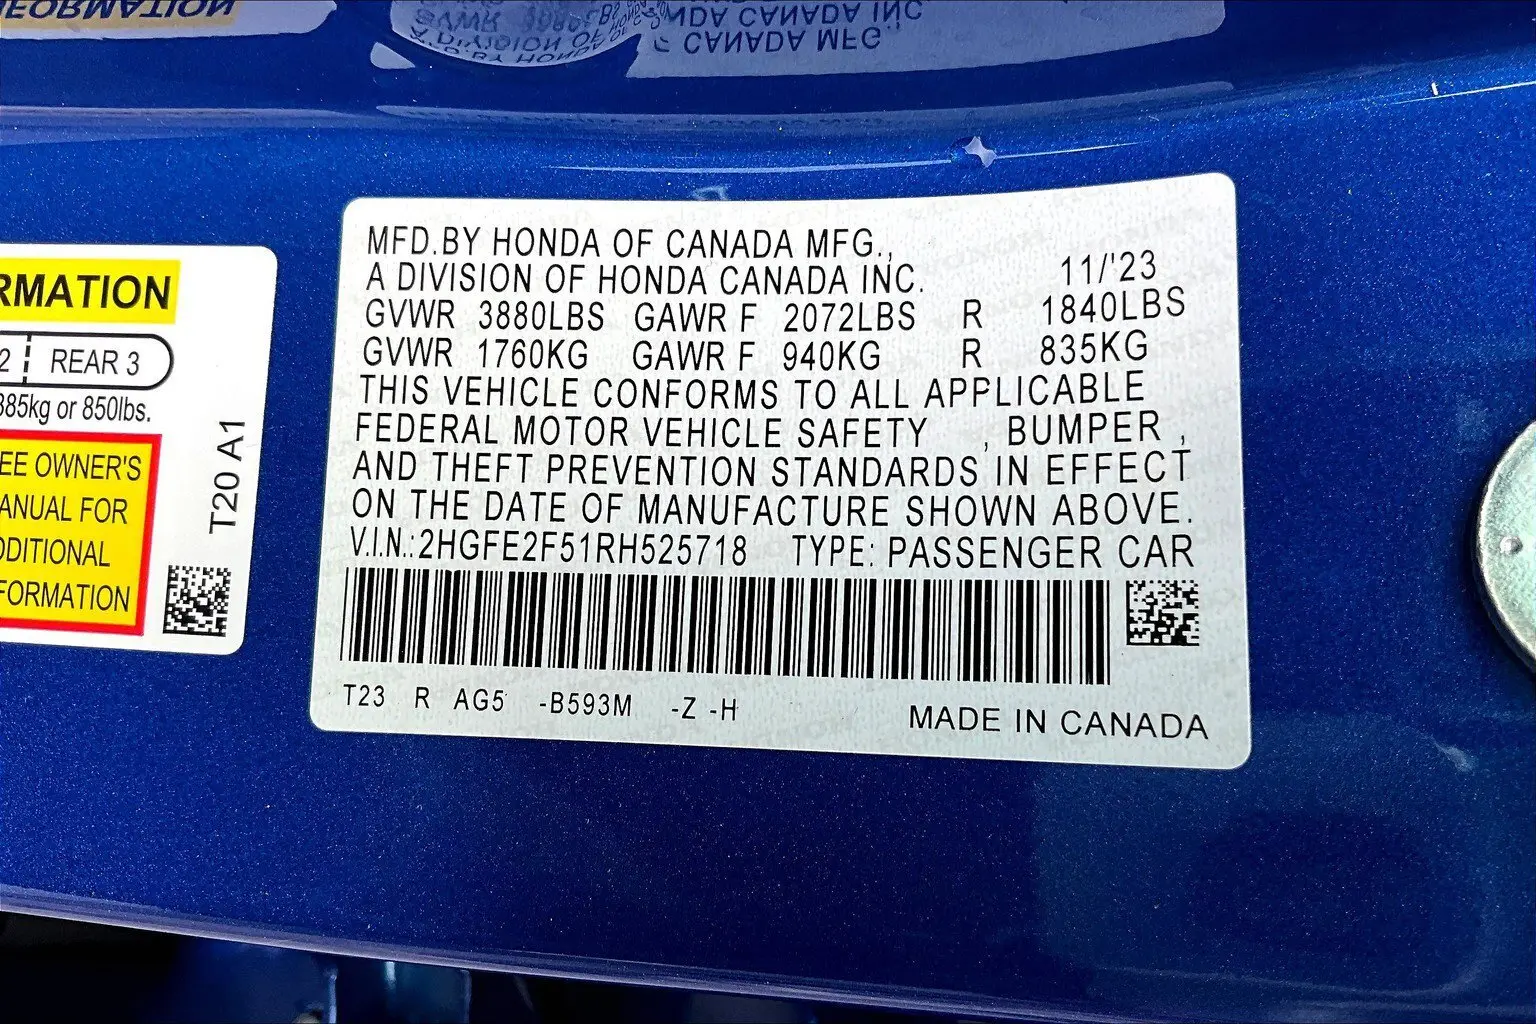 RMATION
2 REAR 3
385kg or 850lbs.
EE OWNER'S
ANUAL FOR
DDITIONAL
FORMATION
T20 A1
MFD.BY HONDA OF CANADA MFG.,
A DIVISION OF HONDA CANADA INC. 11/'23
GVWR 3880LBS GAWR F 2072LBS R 1840LBS
GVWR 1760KG GAWR F 940KG R 835KG
THIS VEHICLE CONFORMS TO ALL APPLICABLE
FEDERAL MOTOR VEHICLE SAFETY , BUMPER ,
AND THEFT PREVENTION STANDARDS IN EFFECT
ON THE DATE OF MANUFACTURE SHOWN ABOVE.
V.I.N.:2HGFE2F51RH525718 TYPE: PASSENGER CAR
T23 R AG5 -B593M -Z -H
MADE IN CANADA